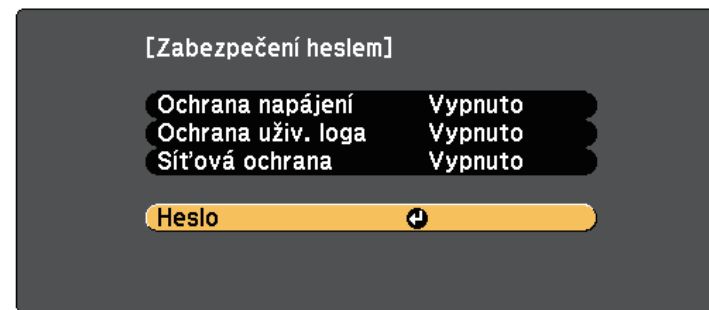 [Zabezpečení heslem]
Ochrana napájení Vypnuto
Ochrana uživ. loga Vypnuto
Síťová ochrana Vypnuto
Heslo